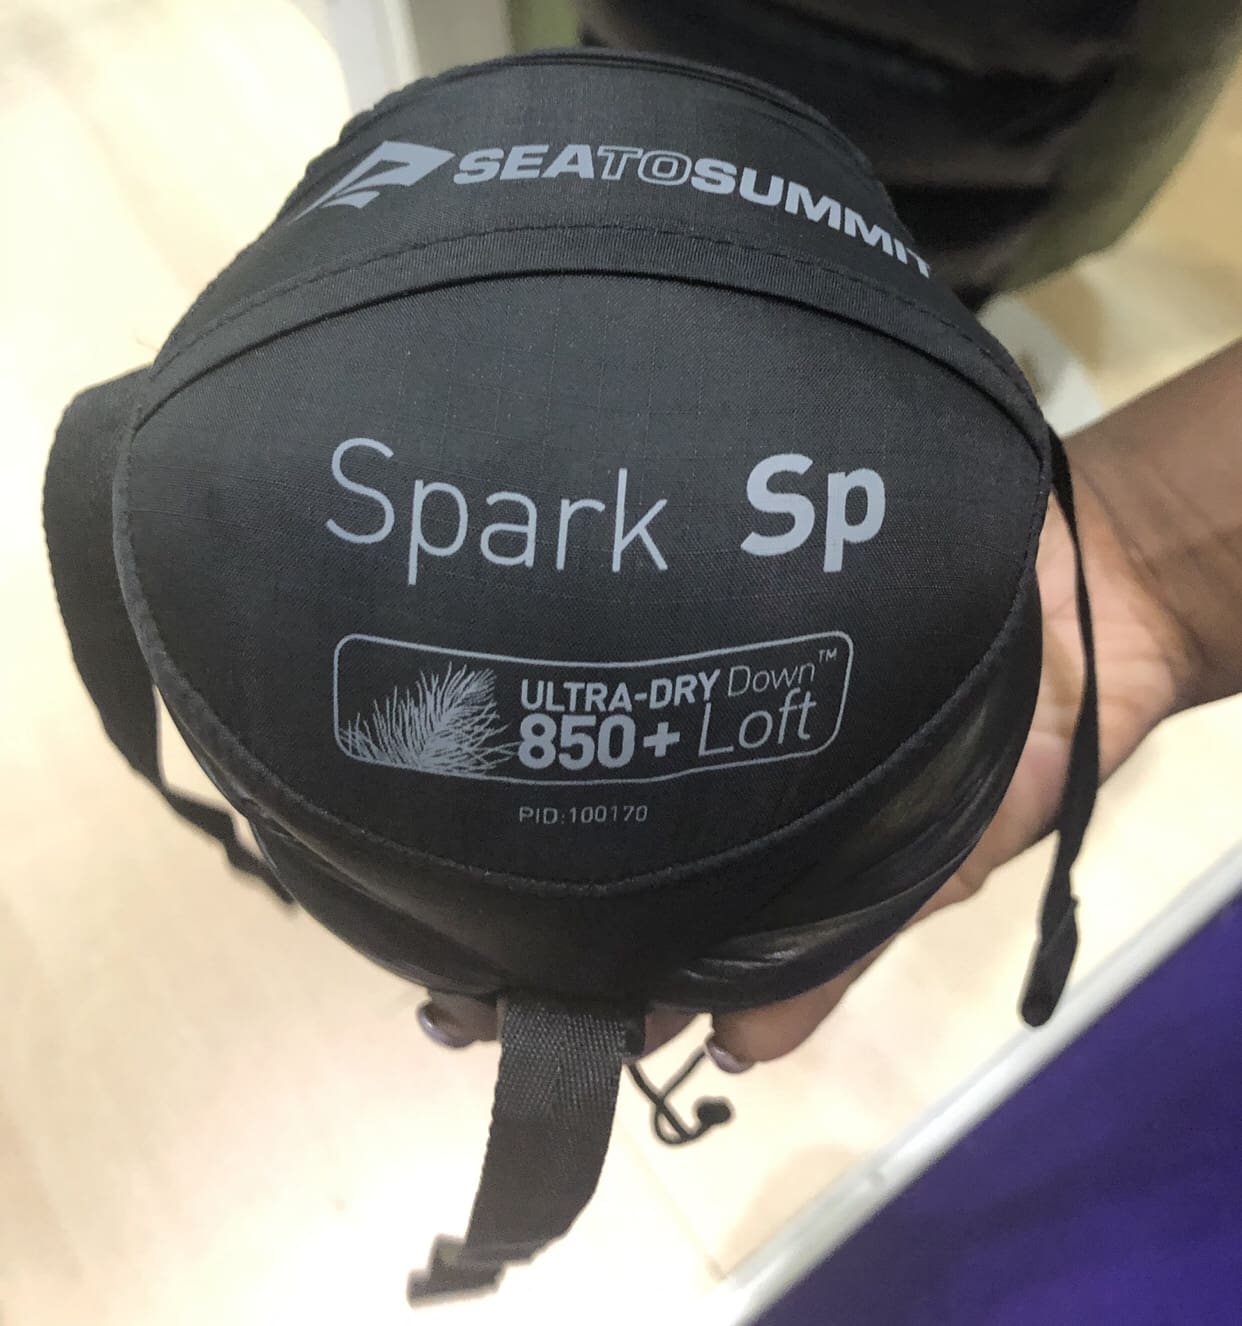 SEATOSUMMIT
Spark Sp
ULTRA-DRY Down™
850+ Loft
PID:100170